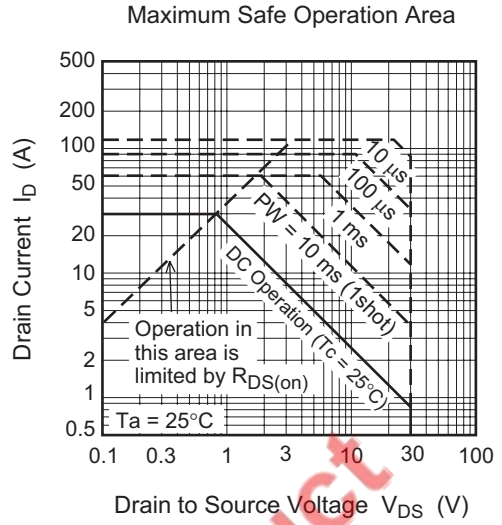 Maximum Safe Operation Area
500
100
50
20
10
5
2
1
0.5
Drain Current I_D (A)
10 µs
100 µs
1 ms
PW = 10 ms (1shot)
DC Operation (Tc = 25°C)
Operation in
this area is
limited by R_DS(on)
Ta = 25°C
0.1 0.3 1 3 10 30 100
Drain to Source Voltage V_DS (V)